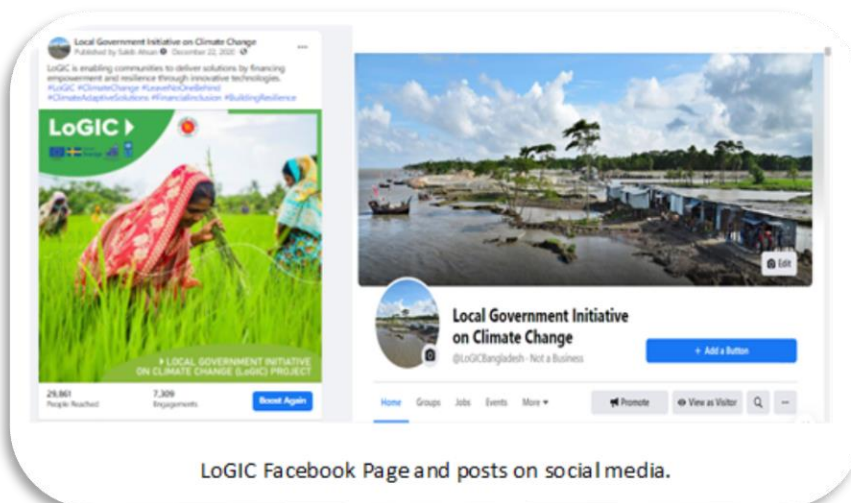 Local Government Initiative on Climate Change
Published by Sakib Ahsan · December 22, 2020 ·
LoGIC is enabling communities to deliver solutions by financing
empowerment and resilience through innovative technologies.
#LoGIC #ClimateChange #LeaveNoOneBehind
#ClimateAdaptiveSolutions #FinancialInclusion #BuildingResilience
LoGIC
LOCAL GOVERNMENT INITIATIVE
ON CLIMATE CHANGE (LoGIC) PROJECT
29,861
People Reached
7,309
Engagements
Boost Again
Edit
Local Government Initiative
on Climate Change
@LoGICBangladesh · Not a Business
+ Add a Button
Home Groups Jobs Events More
Promote View as Visitor
LoGIC Facebook Page and posts on social media.